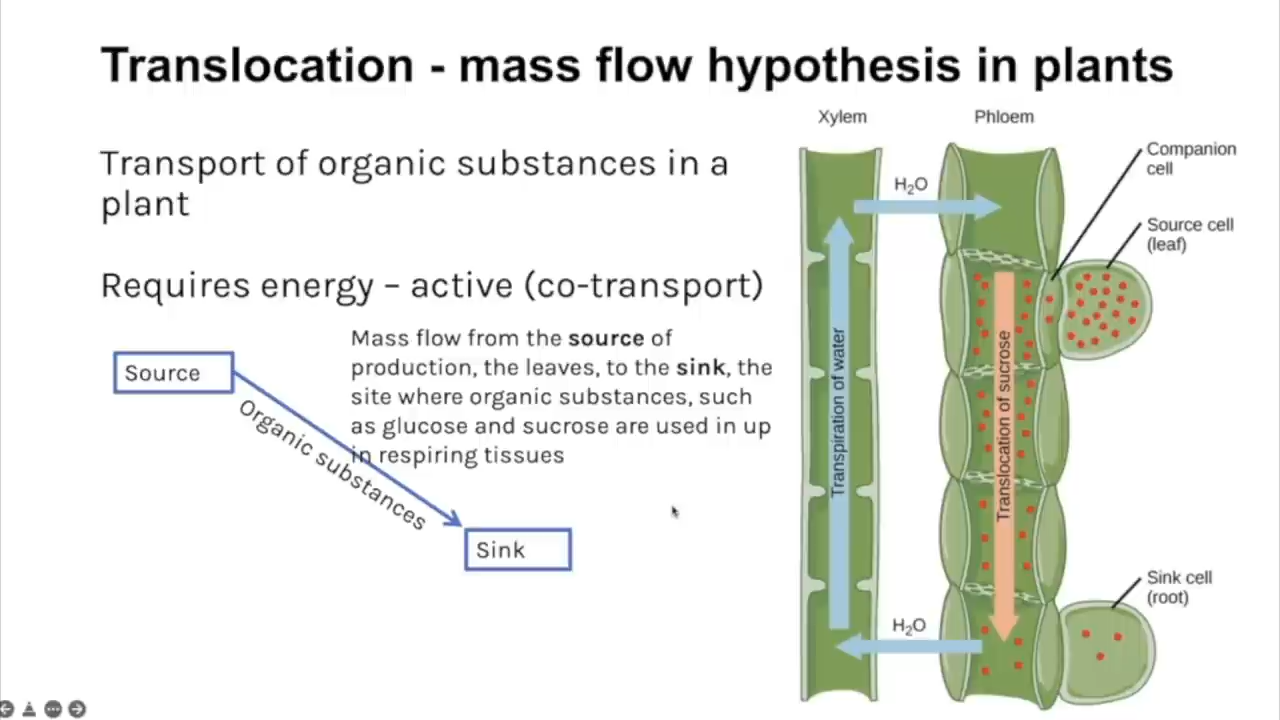 Translocation - mass flow hypothesis in plants
Transport of organic substances in a
plant
Requires energy – active (co-transport)
Mass flow from the source of
production, the leaves, to the sink, the
site where organic substances, such
as glucose and sucrose are used in up
in respiring tissues
Source
Organic substances
Sink
Xylem
Phloem
Companion
cell
H₂O
Source cell
(leaf)
Transpiration of water
Translocation of sucrose
Sink cell
(root)
H₂O